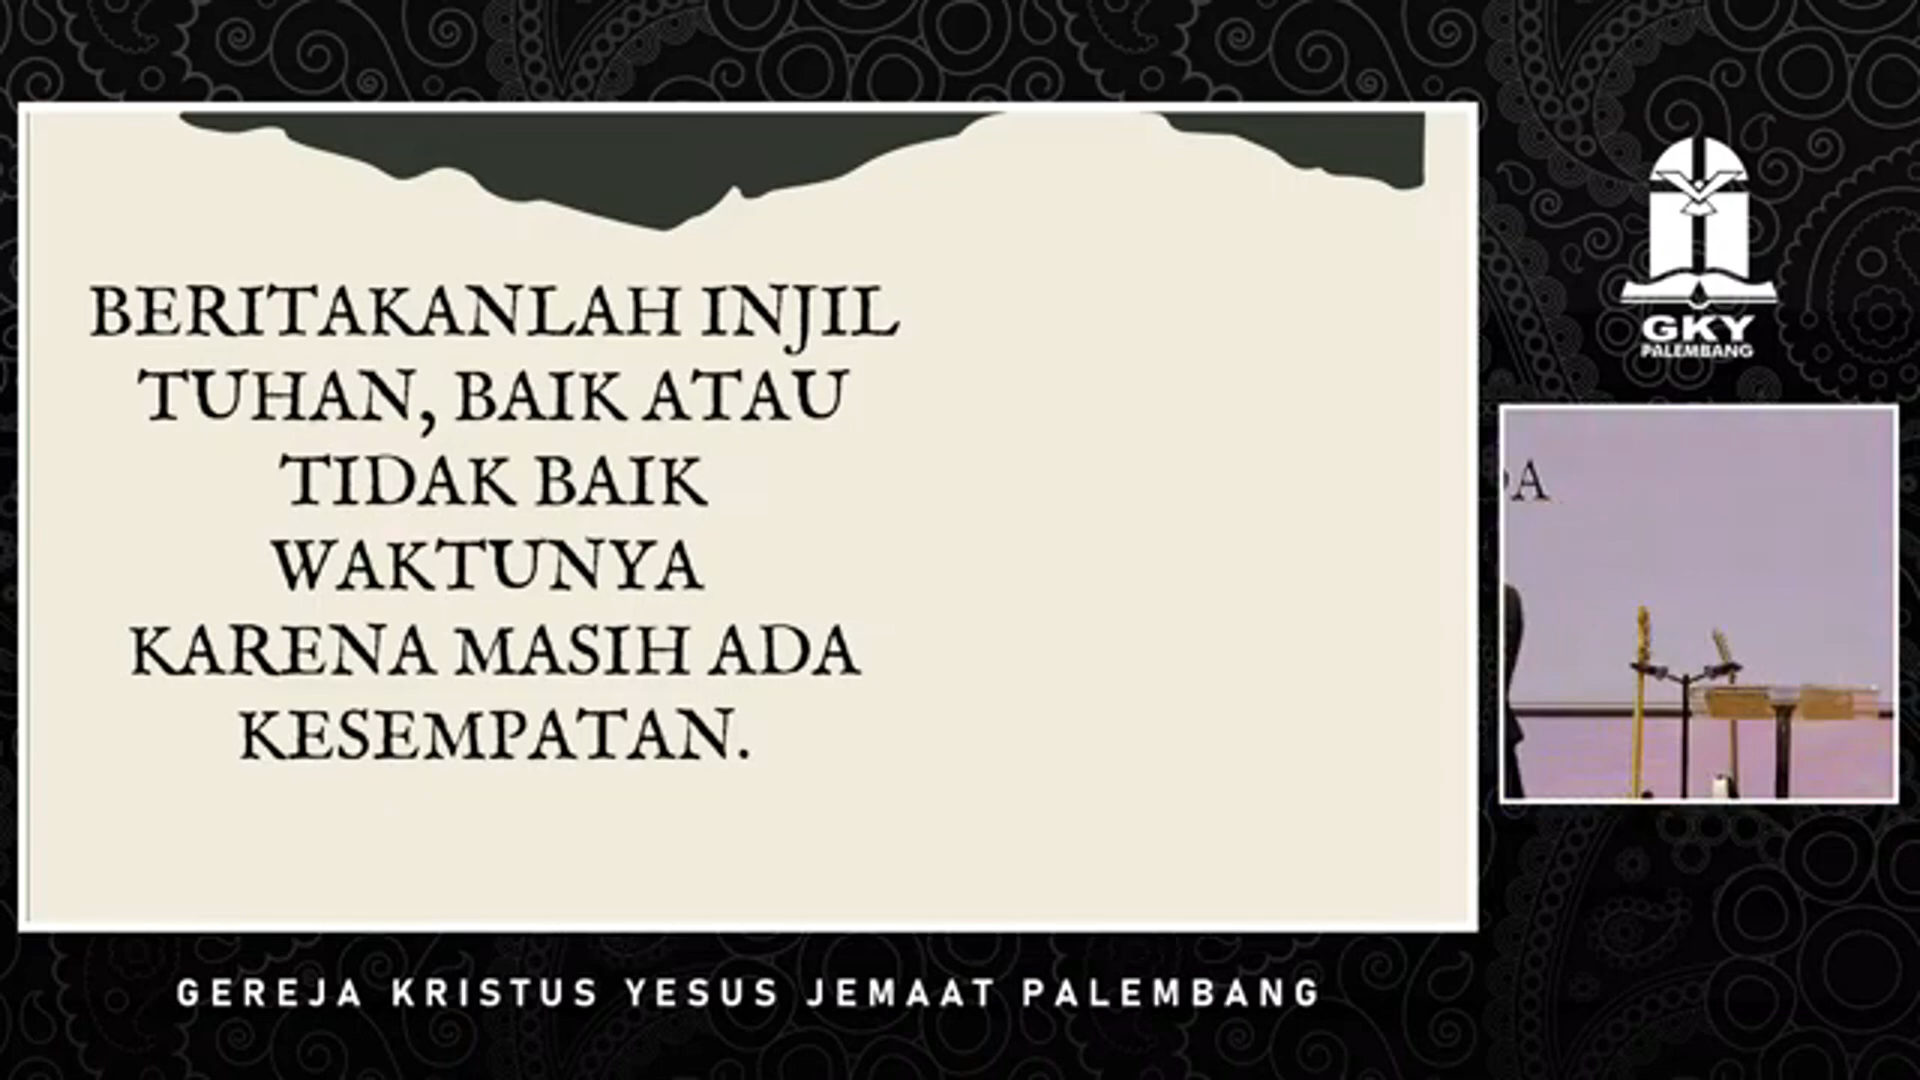 BERITAKANLAH INJIL
TUHAN, BAIK ATAU
TIDAK BAIK
WAKTUNYA
KARENA MASIH ADA
KESEMPATAN.
GKY
PALEMBANG
GEREJA KRISTUS YESUS JEMAAT PALEMBANG